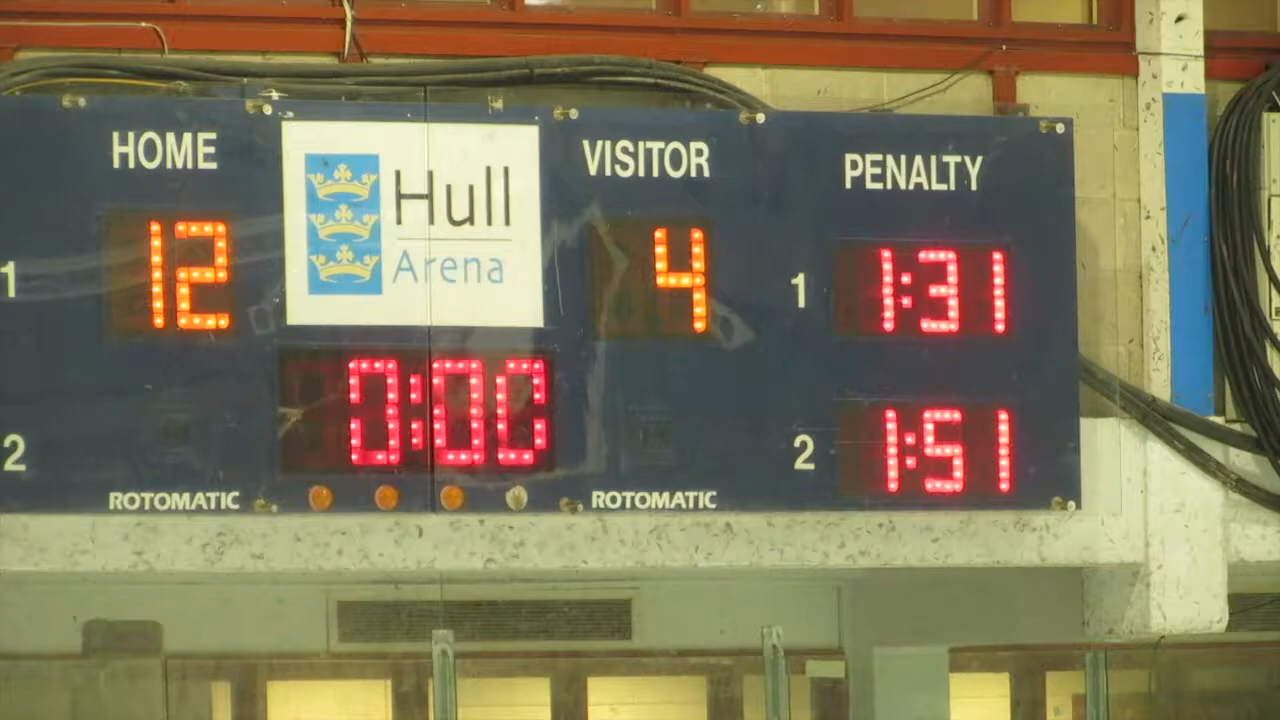 HOME
VISITOR
PENALTY
Hull
Arena
1 12 4 1 1:31
0:00
2 2 1:51
ROTOMATIC ROTOMATIC